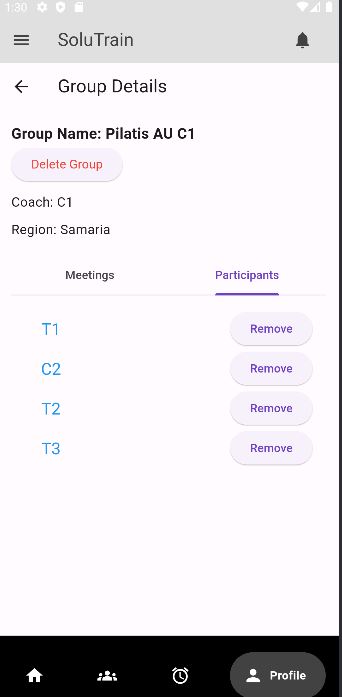 1:30
SoluTrain
Group Details
Group Name: Pilatis AU C1
Delete Group
Coach: C1
Region: Samaria
Meetings Participants
T1 Remove
C2 Remove
T2 Remove
T3 Remove
Profile